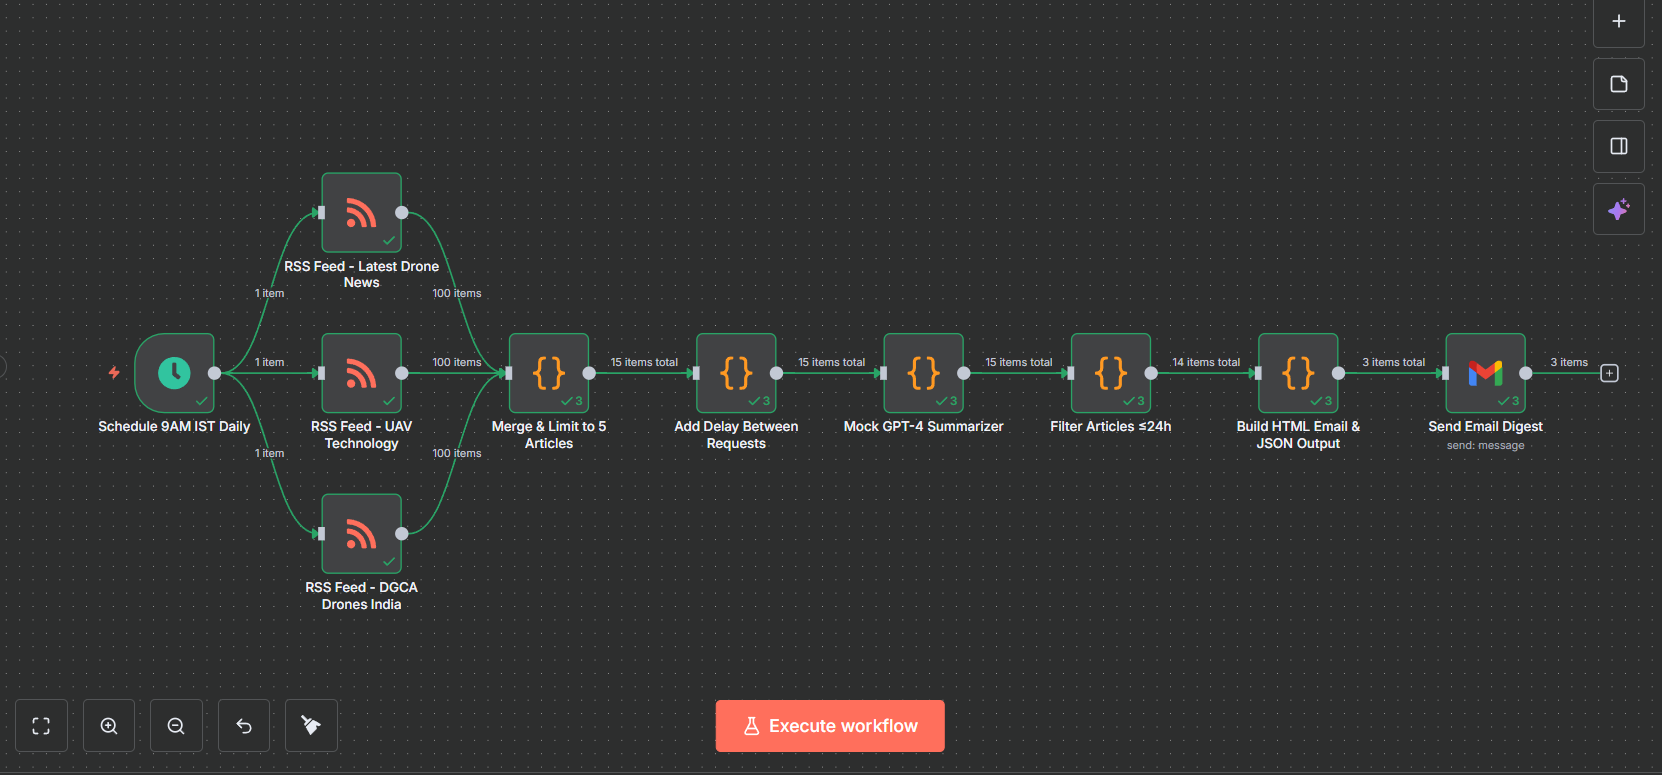 RSS Feed - Latest Drone
News
1 item
100 items
1 item
100 items
15 items total
15 items total
15 items total
14 items total
3 items total
3 items
3
3
3
3
3
3
Schedule 9AM IST Daily
RSS Feed - UAV
Technology
Merge & Limit to 5
Articles
Add Delay Between
Requests
Mock GPT-4 Summarizer
Filter Articles ≤24h
Build HTML Email &
JSON Output
Send Email Digest
send: message
1 item
100 items
RSS Feed - DGCA
Drones India
Execute workflow